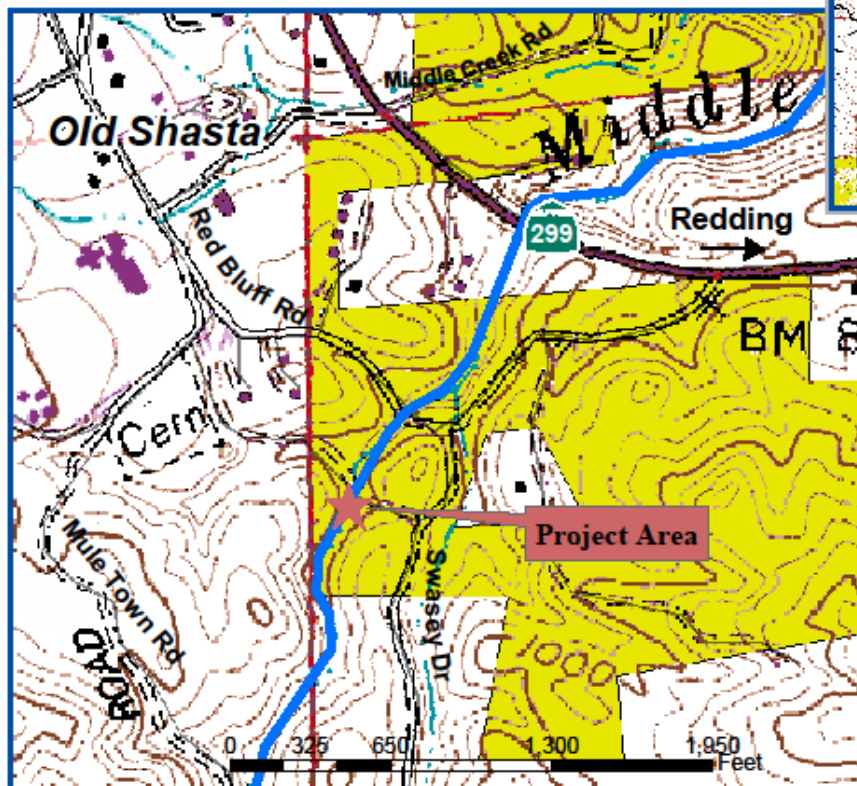 Middle Creek Rd
Old Shasta
Middle
299
Redding
Red Bluff Rd
BM
Cem
Project Area
Mule Town Rd
ROAD
Swasey Dr
1000
0 325 650 1,300 1,950
Feet